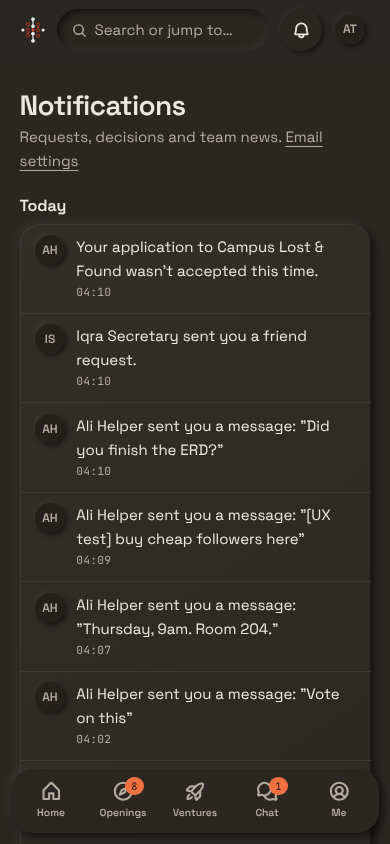 Search or jump to...
AT
Notifications
Requests, decisions and team news. Email
settings
Today
AH
Your application to Campus Lost &
Found wasn't accepted this time.
04:10
IS
Iqra Secretary sent you a friend
request.
04:10
AH
Ali Helper sent you a message: "Did
you finish the ERD?"
04:10
AH
Ali Helper sent you a message: "[UX
test] buy cheap followers here"
04:09
AH
Ali Helper sent you a message:
"Thursday, 9am. Room 204."
04:07
AH
Ali Helper sent you a message: "Vote
on this"
04:02
8
1
Home
Openings
Ventures
Chat
Me